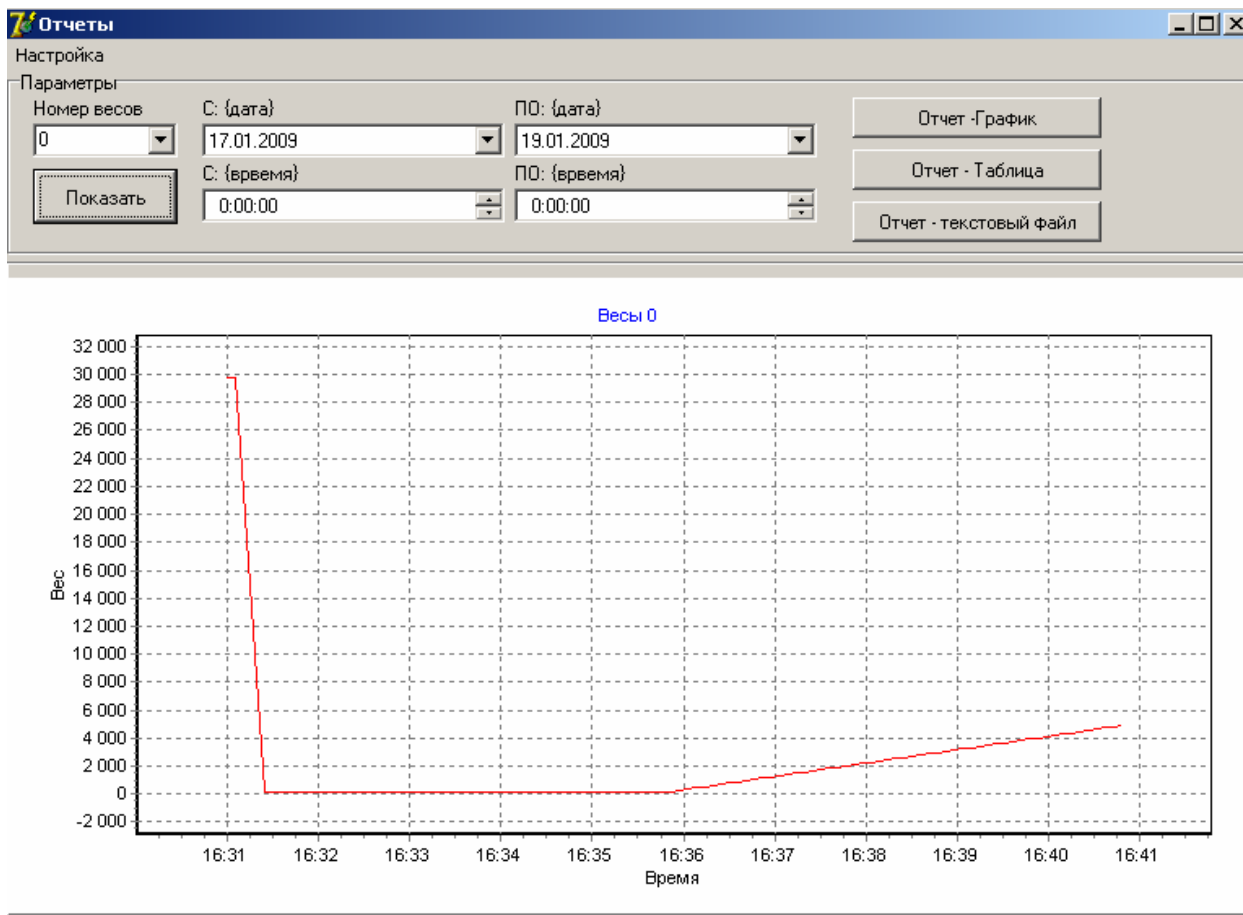 Отчеты
Настройка
Параметры
Номер весов С: {дата} ПО: {дата}
0 17.01.2009 19.01.2009
Отчет -График
С: {врвемя} ПО: {врвемя}
Показать 0:00:00 0:00:00
Отчет - Таблица
Отчет - текстовый файл
Весы 0
32 000
30 000
28 000
26 000
24 000
22 000
20 000
18 000
16 000
14 000
12 000
10 000
8 000
6 000
4 000
2 000
0
-2 000
Вес
16:31 16:32 16:33 16:34 16:35 16:36 16:37 16:38 16:39 16:40 16:41
Время